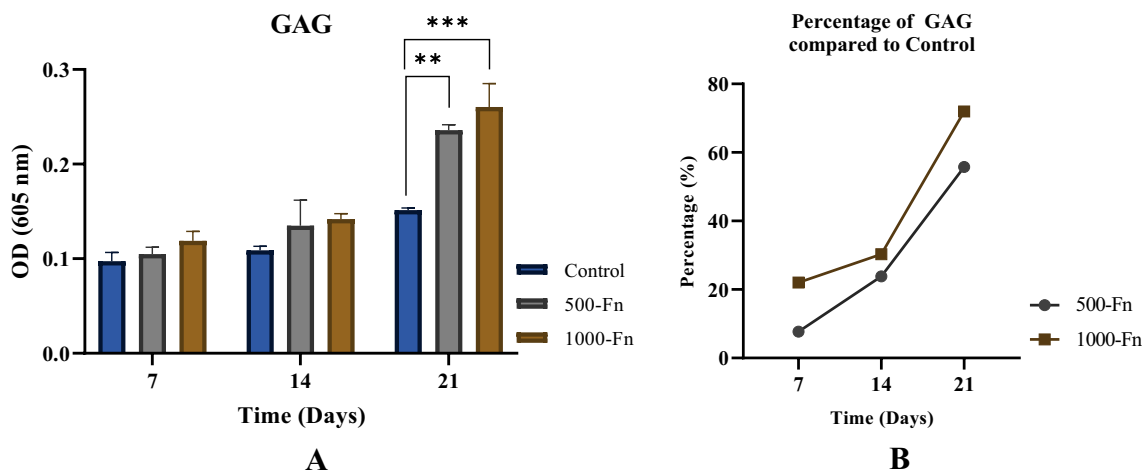 GAG
***
**
0.3
0.2
0.1
0.0
OD (605 nm)
7 14 21
Time (Days)
Control
500-Fn
1000-Fn
A
Percentage of GAG
compared to Control
80
60
40
20
0
Percentage (%)
7 14 21
Time (Days)
500-Fn
1000-Fn
B